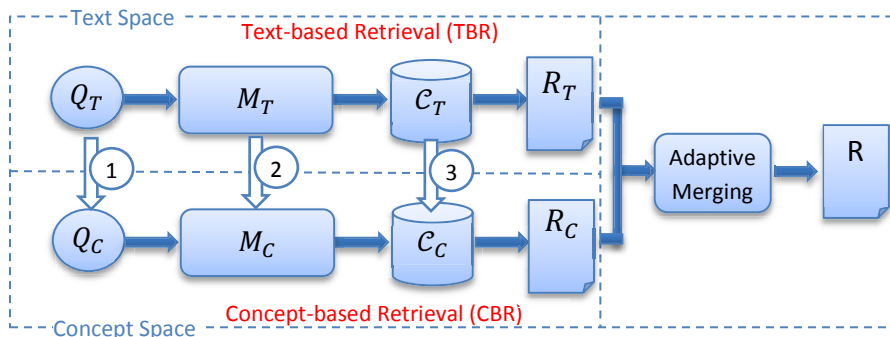 Text Space
Text-based Retrieval (TBR)
Q_T
M_T
C_T
R_T
1
2
3
Adaptive
Merging
R
Q_C
M_C
C_C
R_C
Concept-based Retrieval (CBR)
Concept Space